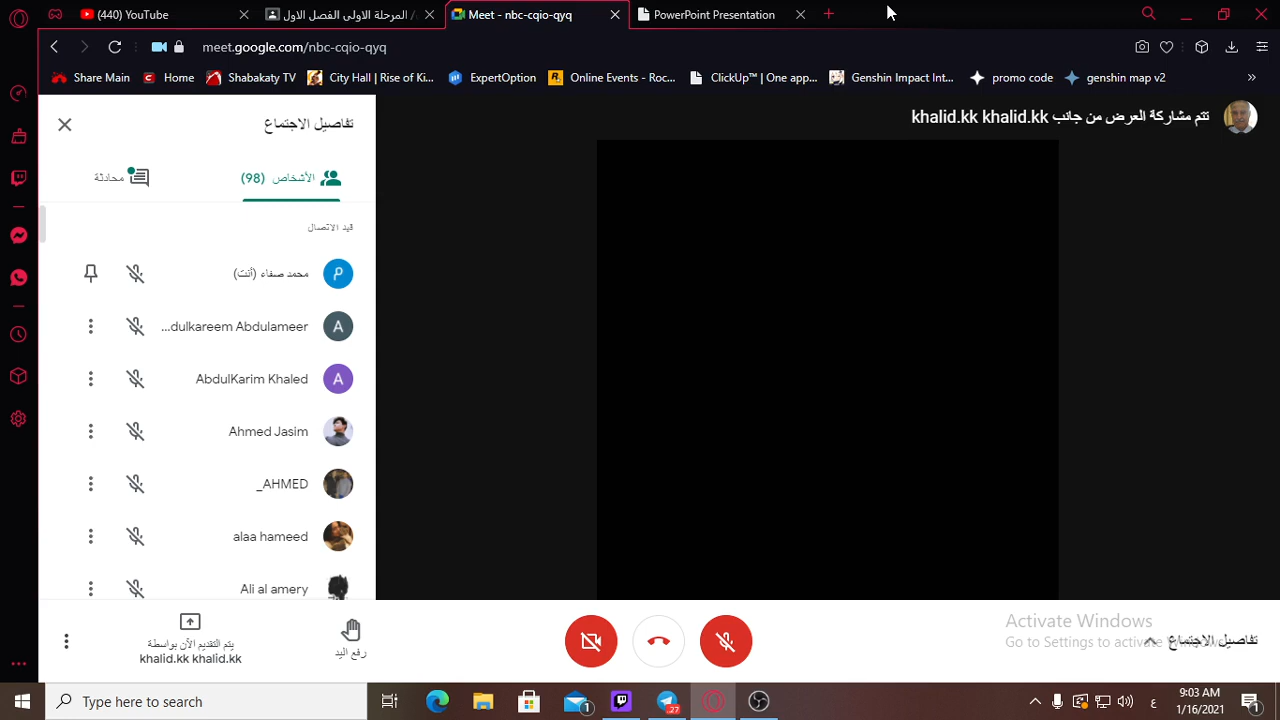 (440) YouTube
المرحلة الاولى الفصل الاول /
Meet - nbc-cqio-qyq
PowerPoint Presentation
meet.google.com/nbc-cqio-qyq
Share Main
Home
Shabakaty TV
City Hall | Rise of Ki...
ExpertOption
Online Events - Roc...
ClickUp™ | One app...
Genshin Impact Int...
promo code
genshin map v2
»
تفاصيل الاجتماع
تتم مشاركة العرض من جانب khalid.kk khalid.kk
الأشخاص (98)
محادثة
قيد الاتصال
محمد صفاء (أنت)
م
...dulkareem Abdulameer
A
AbdulKarim Khaled
A
Ahmed Jasim
_AHMED
alaa hameed
Ali al amery
رفع اليد
يتم التقديم الآن بواسطة
khalid.kk khalid.kk
تفاصيل الاجتماع
Activate Windows
Go to Settings to activate Windows.
Type here to search
1
27
ع
9:03 AM
1/16/2021
1